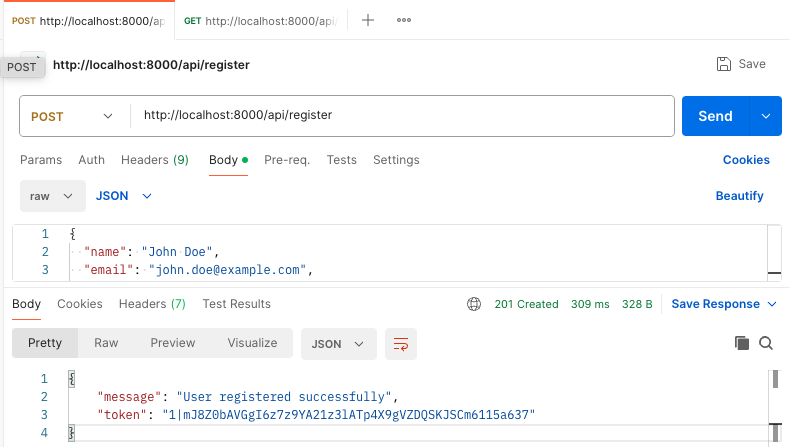 POST http://localhost:8000/ap GET http://localhost:8000/api/
POST http://localhost:8000/api/register Save
POST http://localhost:8000/api/register Send
Params Auth Headers (9) Body Pre-req. Tests Settings Cookies
raw JSON Beautify
1 {
2 "name": "John Doe",
3 "email": "john.doe@example.com",
Body Cookies Headers (7) Test Results 201 Created 309 ms 328 B Save Response
Pretty Raw Preview Visualize JSON
1 {
2 "message": "User registered successfully",
3 "token": "1|mJ8Z0bAVGgI6z7z9YA21z3lATp4X9gVZDQSKJSCm6115a637"
4 }